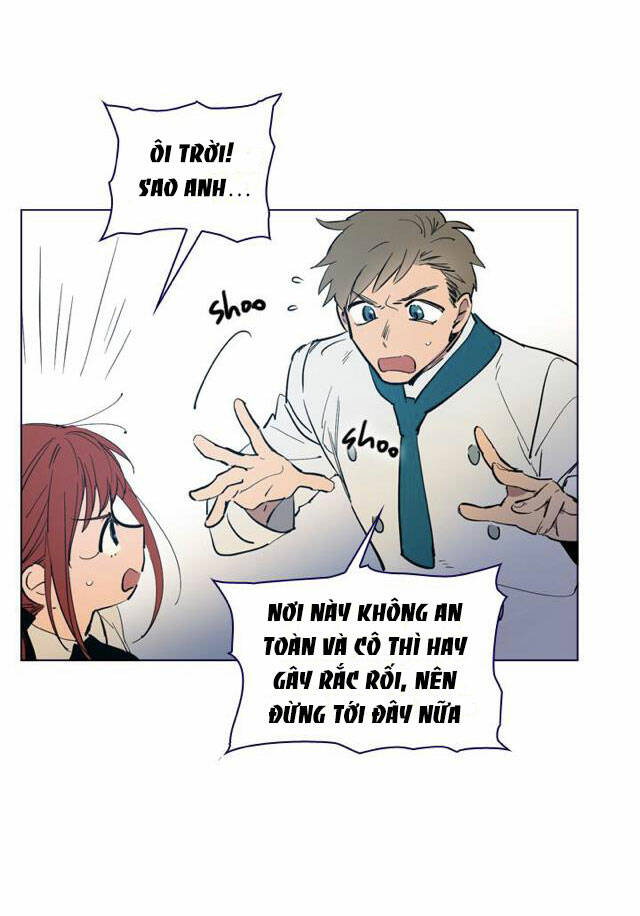 ÔI TRỜI!
SAO ANH...
shoo
shoo
NƠI NÀY KHÔNG AN
TOÀN VÀ CÔ THÌ HAY
GÂY RẮC RỐI, NÊN
ĐỪNG TỚI ĐÂY NỮA